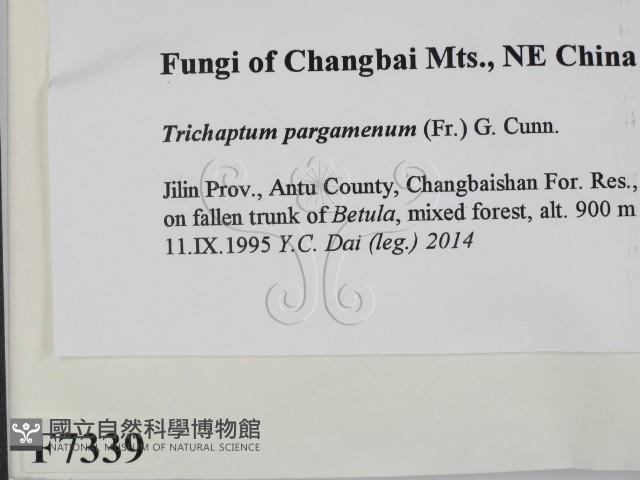 Fungi of Changbai Mts., NE China
Trichaptum pargamenum (Fr.) G. Cunn.
Jilin Prov., Antu County, Changbaishan For. Res.,
on fallen trunk of Betula, mixed forest, alt. 900 m
11.IX.1995 Y.C. Dai (leg.) 2014
國立自然科學博物館
NATIONAL MUSEUM OF NATURAL SCIENCE
F7339